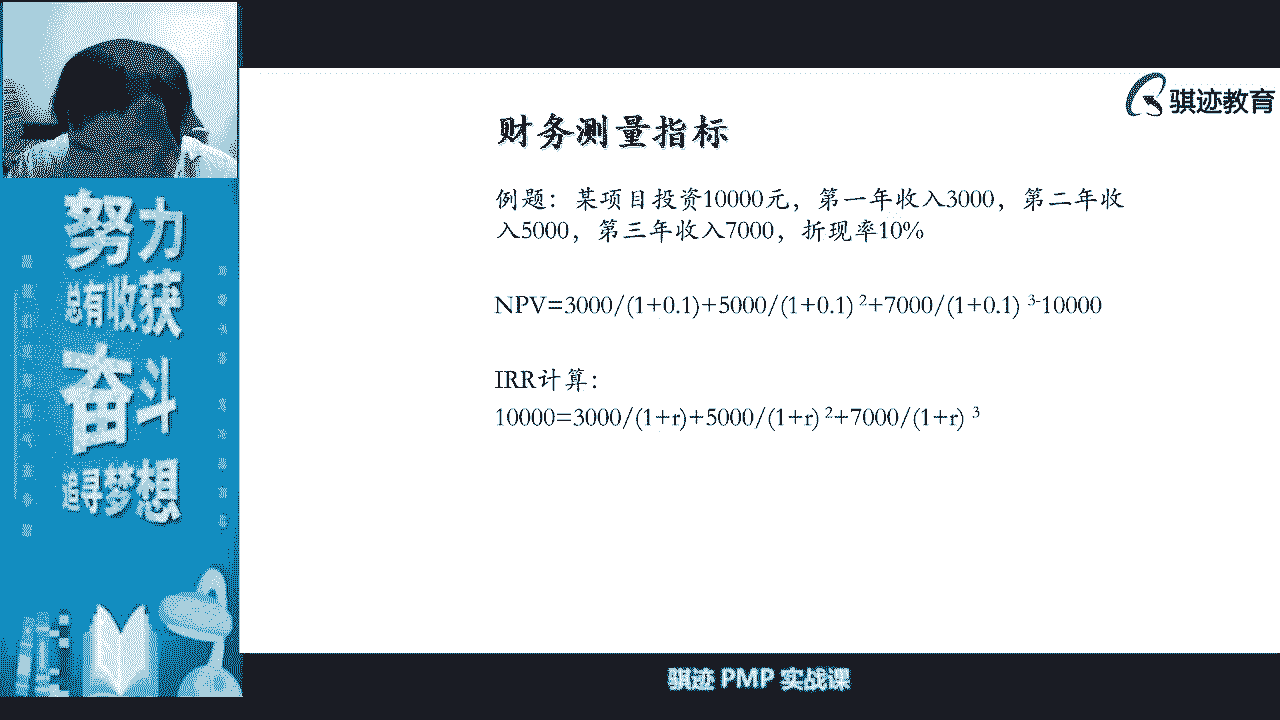 骐迹教育
财务测量指标
例题：某项目投资10000元，第一年收入3000，第二年收
入5000，第三年收入7000，折现率10%
NPV=3000/(1+0.1)+5000/(1+0.1) ²+7000/(1+0.1) ³⁻10000
IRR计算：
10000=3000/(1+r)+5000/(1+r) ²+7000/(1+r) ³
努力
总有收获
奋斗
追寻梦想
骐迹 PMP 实战课